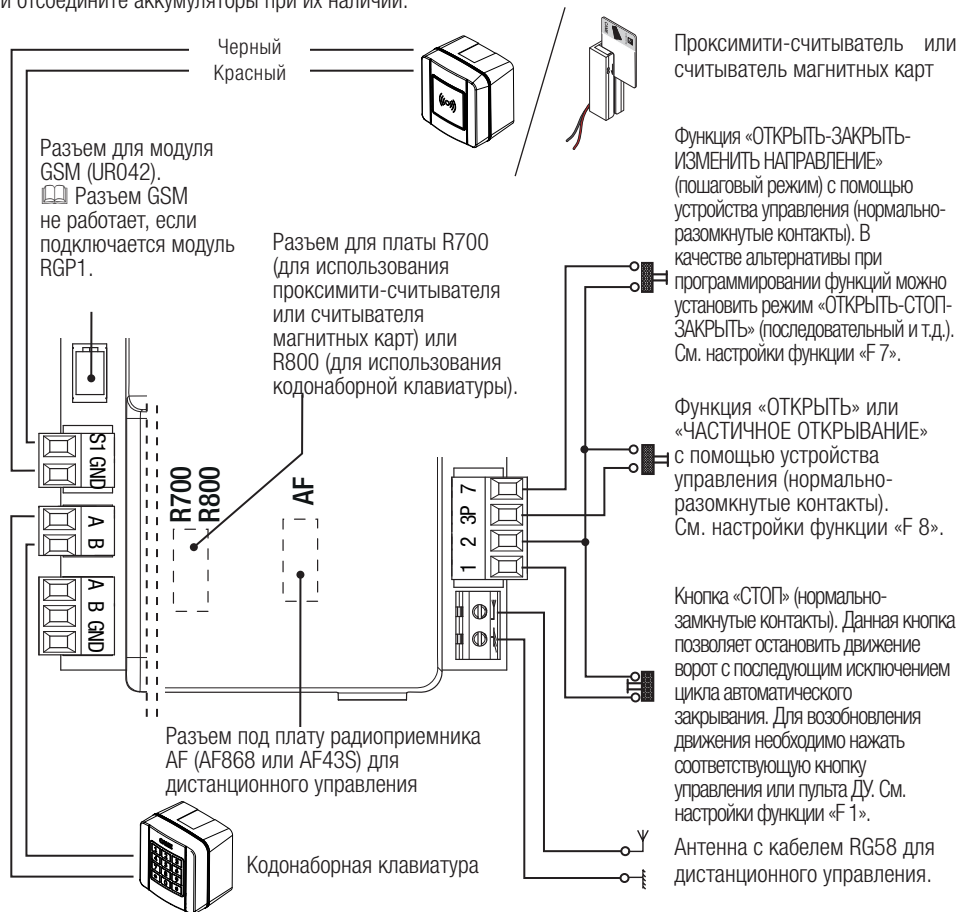 и отсоедините аккумуляторы при их наличии.
Черный
Красный
Проксимити-считыватель или
считыватель магнитных карт
Разъем для модуля
GSM (UR042).
Разъем GSM
не работает, если
подключается модуль
RGP1.
Разъем для платы R700
(для использования
проксимити-считывателя
или считывателя
магнитных карт) или
R800 (для использования
кодонаборной клавиатуры).
Функция «ОТКРЫТЬ-ЗАКРЫТЬ-
ИЗМЕНИТЬ НАПРАВЛЕНИЕ»
(пошаговый режим) с помощью
устройства управления (нормально-
разомкнутые контакты). В
качестве альтернативы при
программировании функций можно
установить режим «ОТКРЫТЬ-СТОП-
ЗАКРЫТЬ» (последовательный и т.д.).
См. настройки функции «F 7».
Функция «ОТКРЫТЬ» или
«ЧАСТИЧНОЕ ОТКРЫВАНИЕ»
с помощью устройства
управления (нормально-
разомкнутые контакты).
См. настройки функции «F 8».
S1 GND
A B
A B GND
R700
R800
AF
1 2 3P 7
Кнопка «СТОП» (нормально-
замкнутые контакты). Данная кнопка
позволяет остановить движение
ворот с последующим исключением
цикла автоматического
закрывания. Для возобновления
движения необходимо нажать
соответствующую кнопку
управления или пульта ДУ. См.
настройки функции «F 1».
Разъем под плату радиоприемника
AF (AF868 или AF43S) для
дистанционного управления
Кодонаборная клавиатура
Антенна с кабелем RG58 для
дистанционного управления.